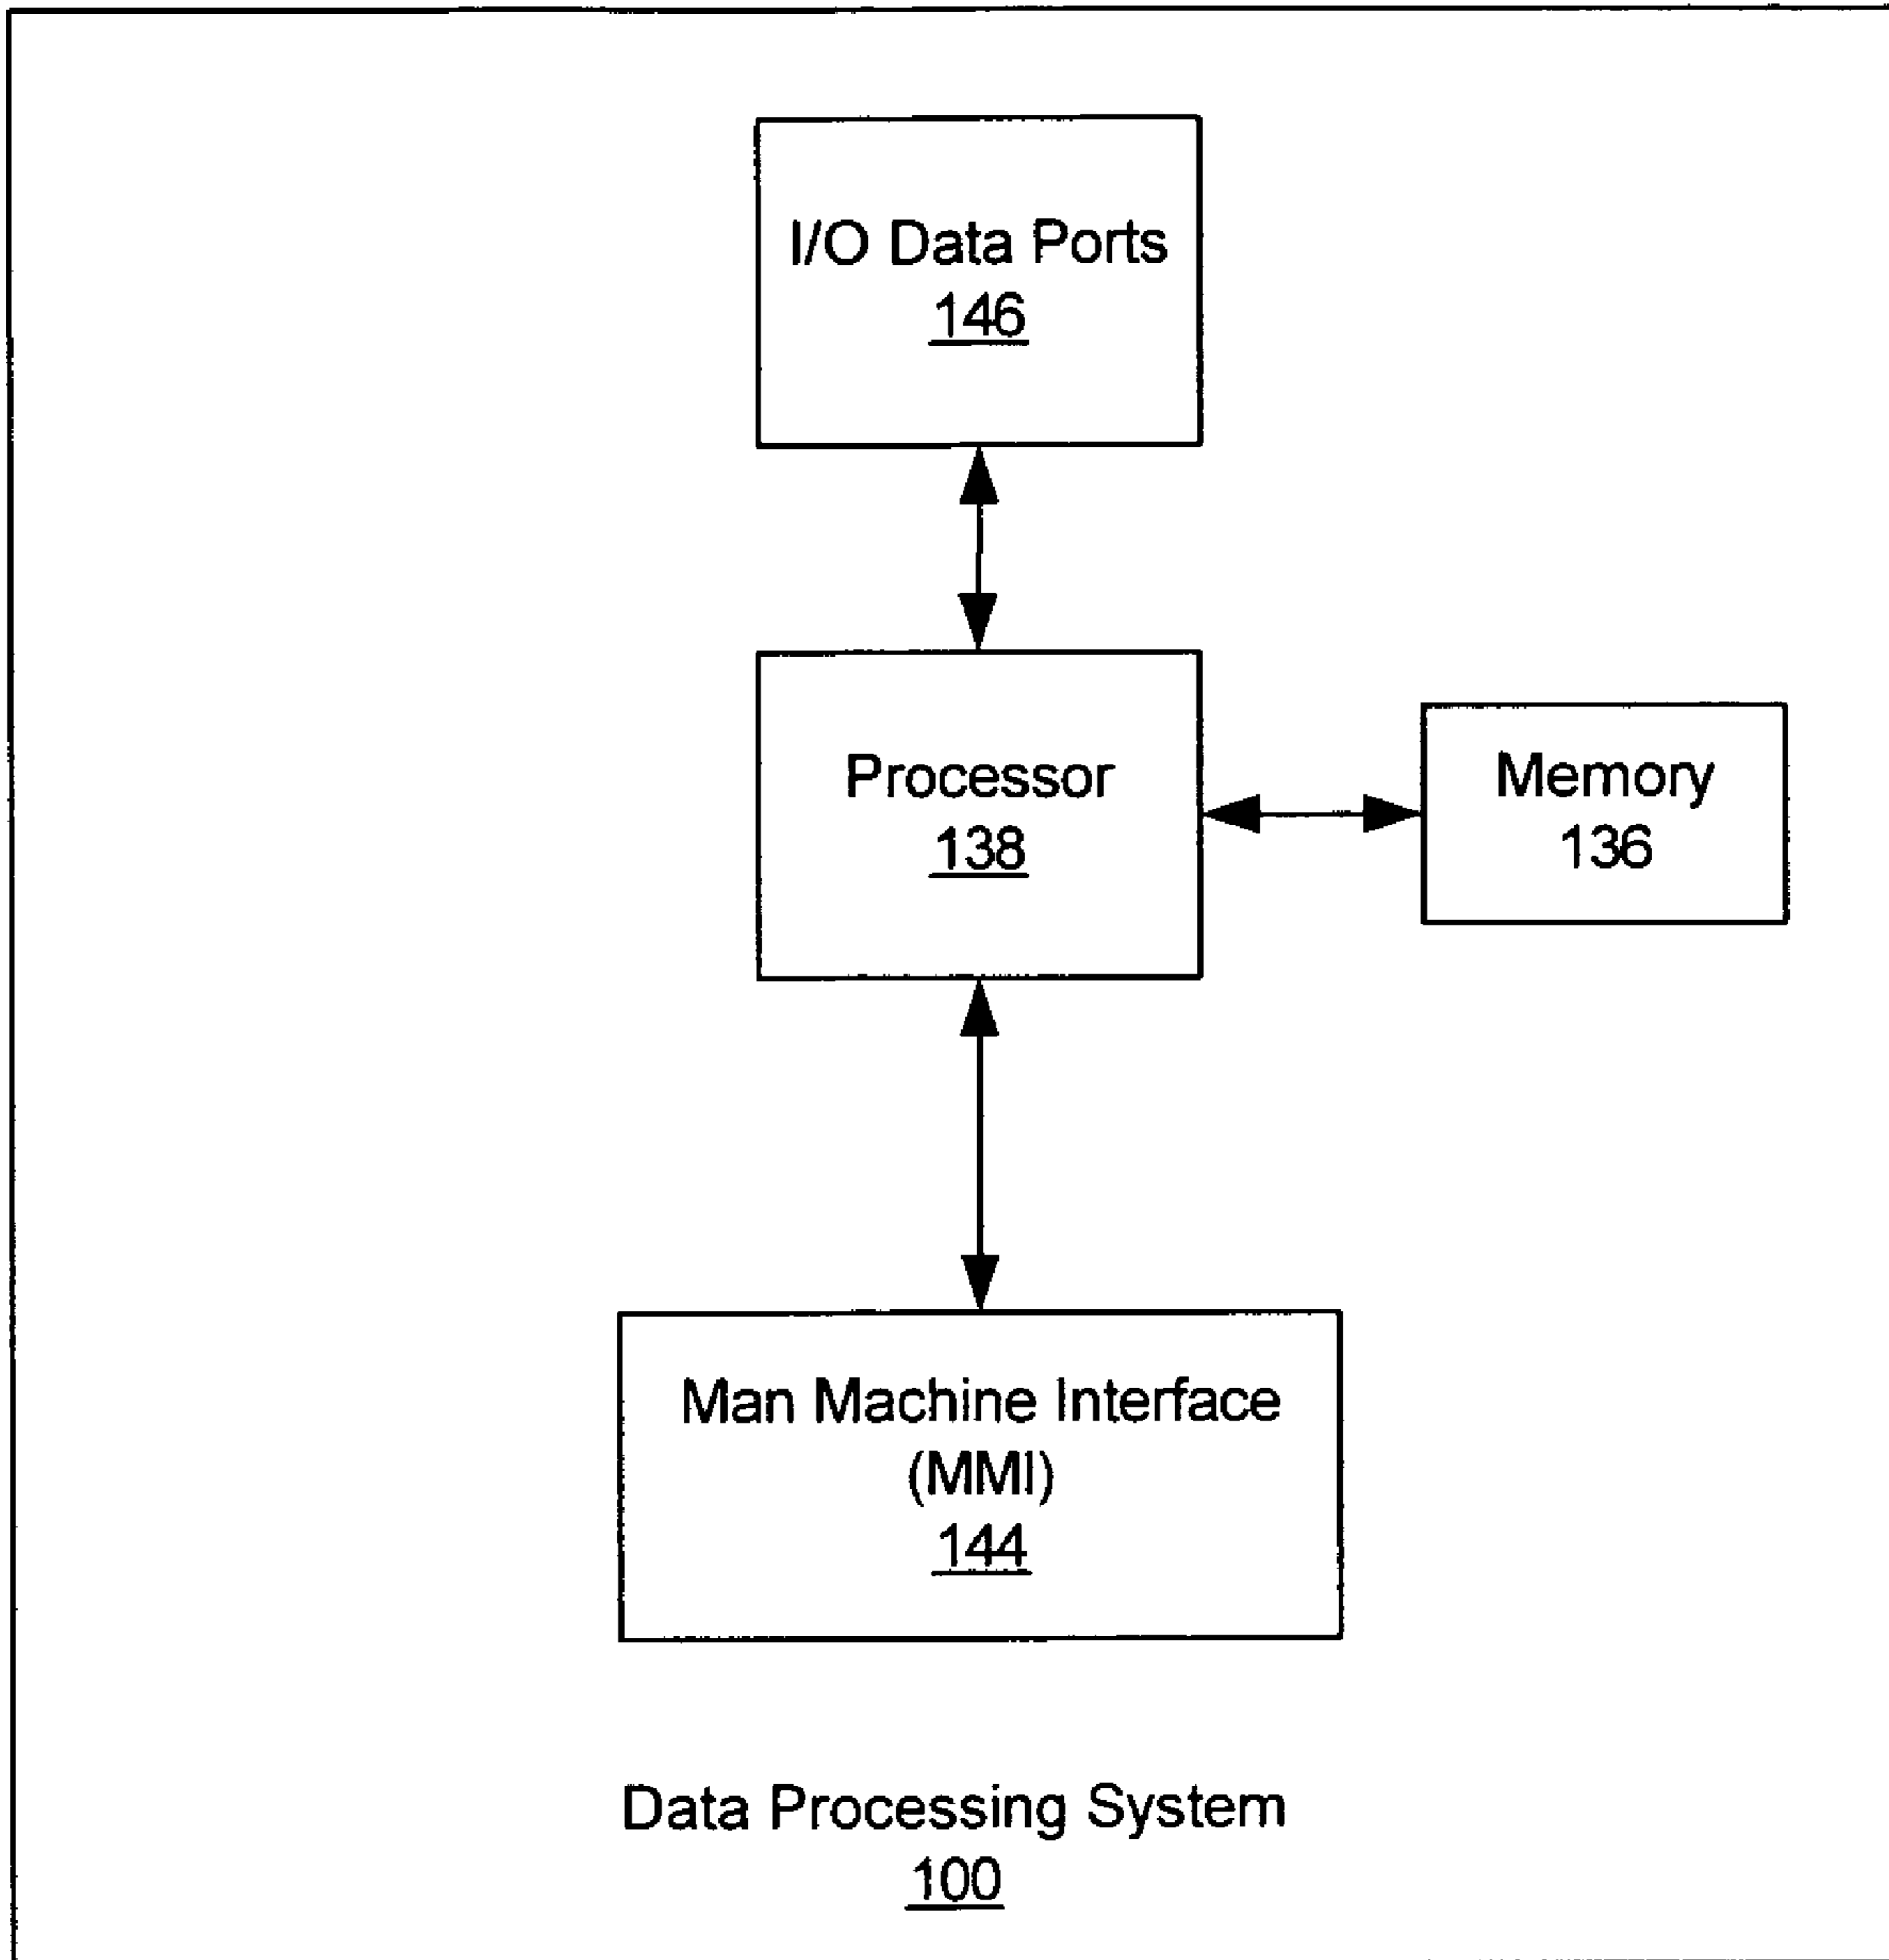 I/O Data Ports
146
Processor
138
Memory
136
Man Machine Interface
(MMI)
144
Data Processing System
100